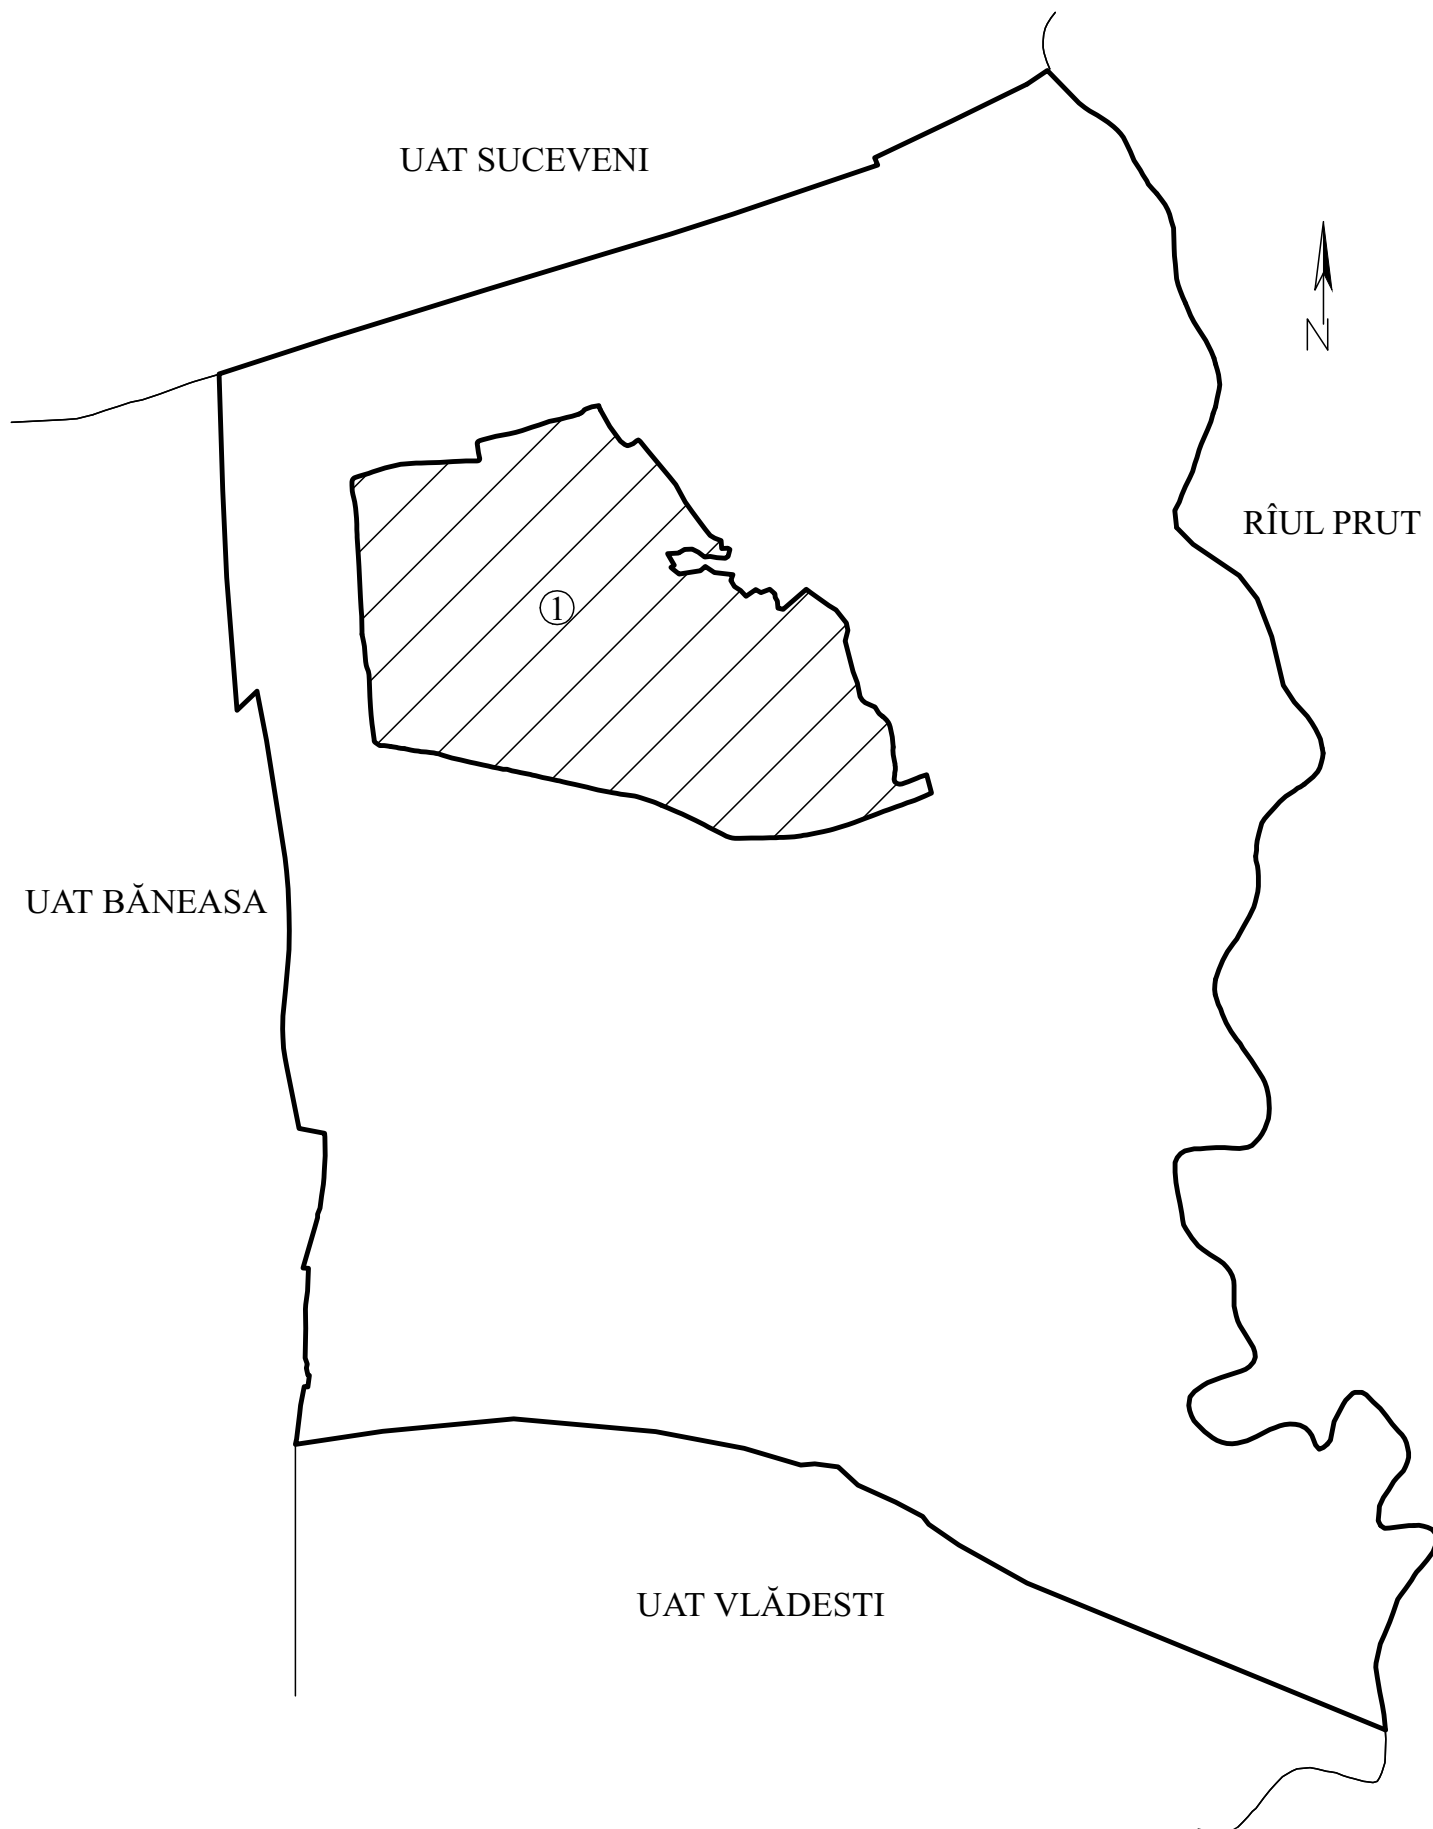 UAT SUCEVENI
N
RÎUL PRUT
1
UAT BĂNEASA
UAT VLĂDESTI